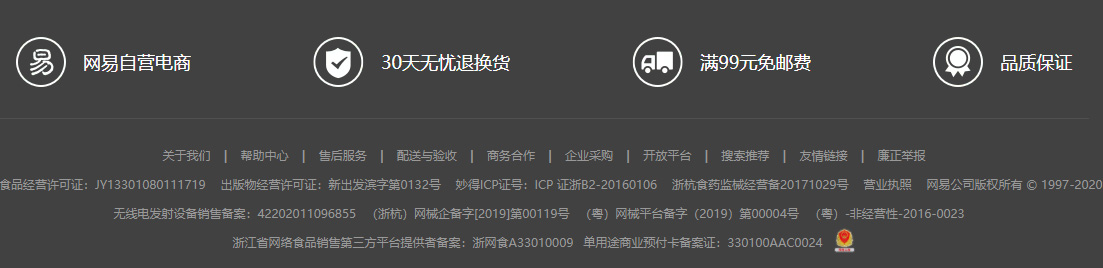 易 网易自营电商 30天无忧退换货 满99元免邮费 品质保证
关于我们 | 帮助中心 | 售后服务 | 配送与验收 | 商务合作 | 企业采购 | 开放平台 | 搜索推荐 | 友情链接 | 廉正举报
食品经营许可证：JY13301080111719 出版物经营许可证：新出发滨字第0132号 妙得ICP证号：ICP 证浙B2-20160106 浙杭食药监械经营备20171029号 营业执照 网易公司版权所有 © 1997-2020
无线电发射设备销售备案：42202011096855 （浙杭）网械企备字[2019]第00119号 （粤）网械平台备字（2019）第00004号 （粤）-非经营性-2016-0023
浙江省网络食品销售第三方平台提供者备案：浙网食A33010009 单用途商业预付卡备案证：330100AAC0024